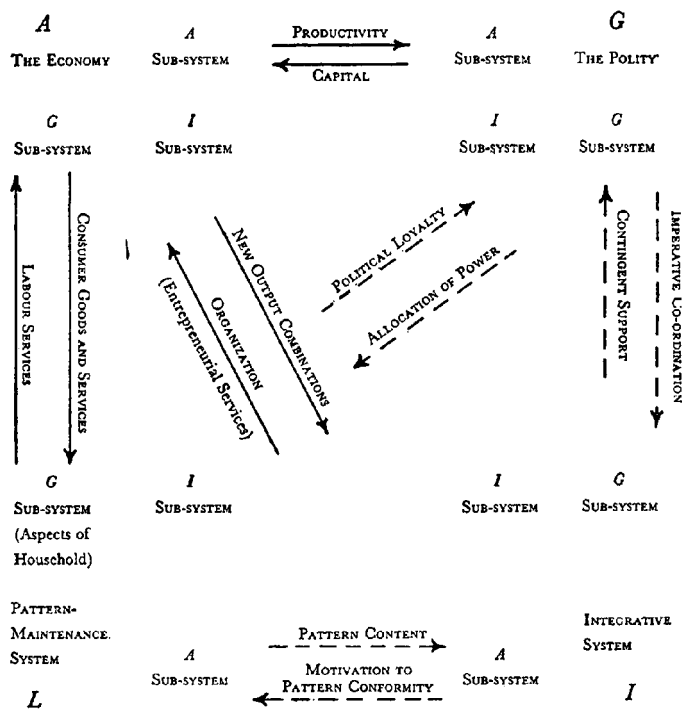 A
THE ECONOMY
A
SUB-SYSTEM
PRODUCTIVITY
CAPITAL
A
SUB-SYSTEM
G
THE POLITY
G
SUB-SYSTEM
I
SUB-SYSTEM
I
SUB-SYSTEM
G
SUB-SYSTEM
LABOUR SERVICES
CONSUMER GOODS AND SERVICES
NEW OUTPUT COMBINATIONS
ORGANIZATION
(Entrepreneurial Services)
POLITICAL LOYALTY
ALLOCATION OF POWER
CONTINGENT SUPPORT
IMPERATIVE CO-ORDINATION
G
SUB-SYSTEM
(Aspects of
Household)
I
SUB-SYSTEM
I
SUB-SYSTEM
G
SUB-SYSTEM
PATTERN-
MAINTENANCE
SYSTEM
L
A
SUB-SYSTEM
PATTERN CONTENT
MOTIVATION TO
PATTERN CONFORMITY
A
SUB-SYSTEM
INTEGRATIVE
SYSTEM
I